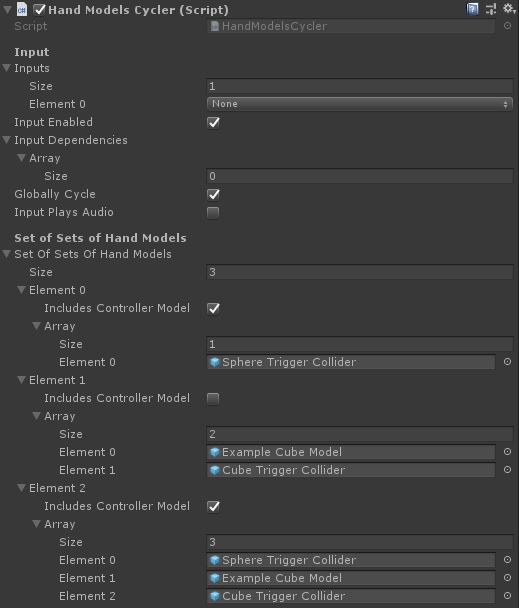 Hand Models Cycler (Script)
Script HandModelsCycler
Input
Inputs
Size 1
Element 0 None
Input Enabled
Input Dependencies
Array
Size 0
Globally Cycle
Input Plays Audio
Set of Sets of Hand Models
Set Of Sets Of Hand Models
Size 3
Element 0
Includes Controller Model
Array
Size 1
Element 0 Sphere Trigger Collider
Element 1
Includes Controller Model
Array
Size 2
Element 0 Example Cube Model
Element 1 Cube Trigger Collider
Element 2
Includes Controller Model
Array
Size 3
Element 0 Sphere Trigger Collider
Element 1 Example Cube Model
Element 2 Cube Trigger Collider